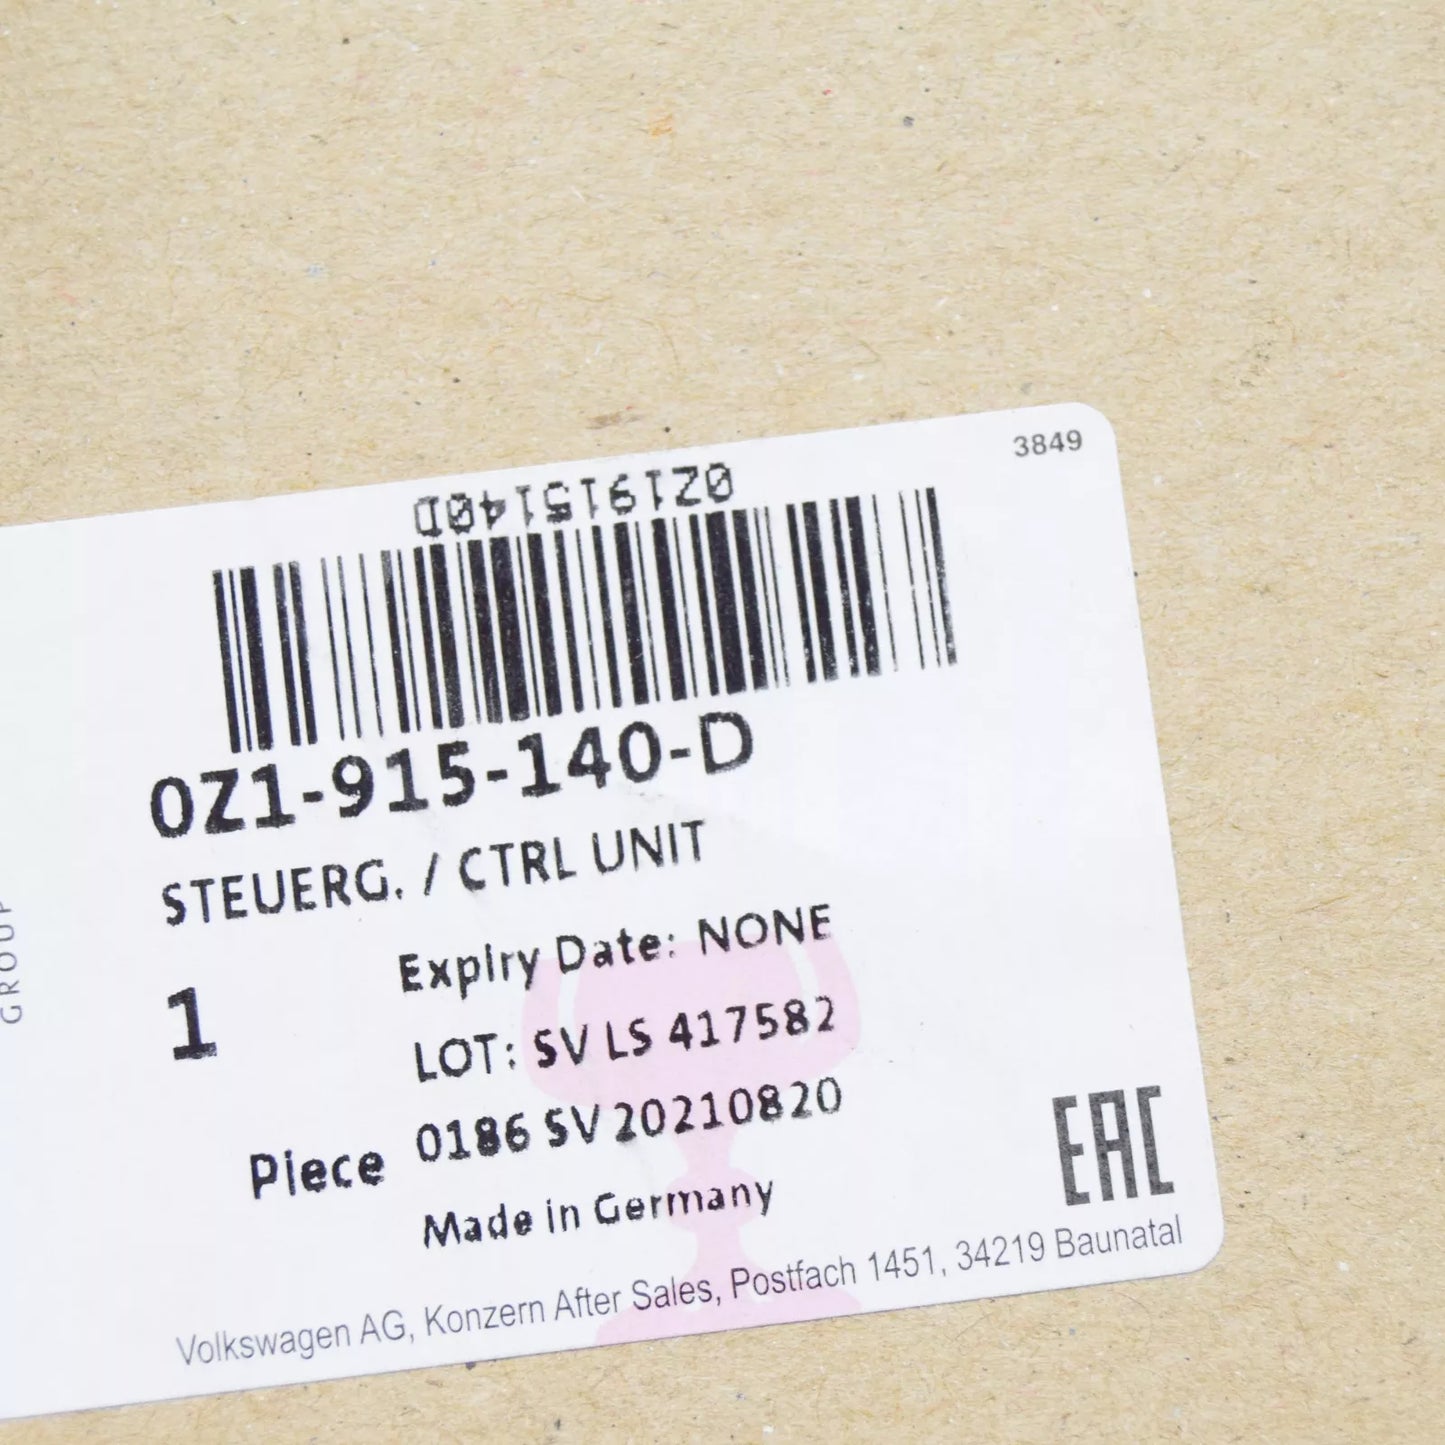 3849
0Z1915140D
0Z1-915-140-D
STEUERG. / CTRL UNIT
Expiry Date: NONE
1
LOT: SV LS 417582
Piece 0186 SV 20210820
Made in Germany
EAC
Volkswagen AG, Konzern After Sales, Postfach 1451, 34219 Baunatal
GROUP